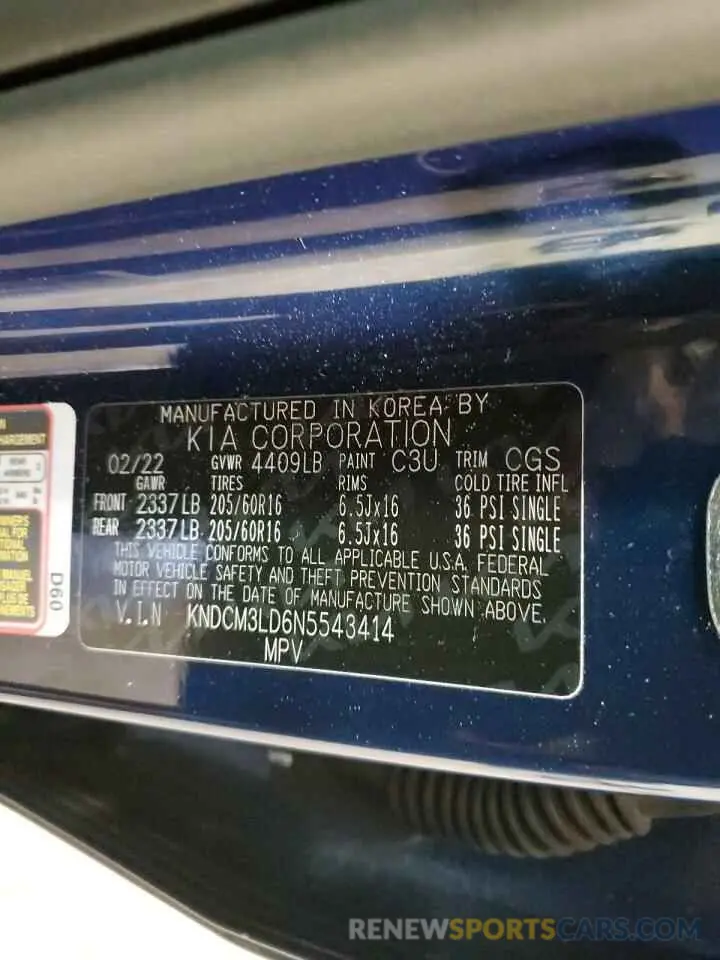 MANUFACTURED IN KOREA BY
KIA CORPORATION
02/22 GVWR 4409LB PAINT C3U TRIM CGS
GAWR TIRES RIMS COLD TIRE INFL
FRONT 2337LB 205/60R16 6.5Jx16 36 PSI SINGLE
REAR 2337LB 205/60R16 6.5Jx16 36 PSI SINGLE
THIS VEHICLE CONFORMS TO ALL APPLICABLE U.S.A. FEDERAL
MOTOR VEHICLE SAFETY AND THEFT PREVENTION STANDARDS
IN EFFECT ON THE DATE OF MANUFACTURE SHOWN ABOVE.
V.I.N KNDCM3LD6N5543414
MPV
D60
RENEWSPORTSCARS.COM